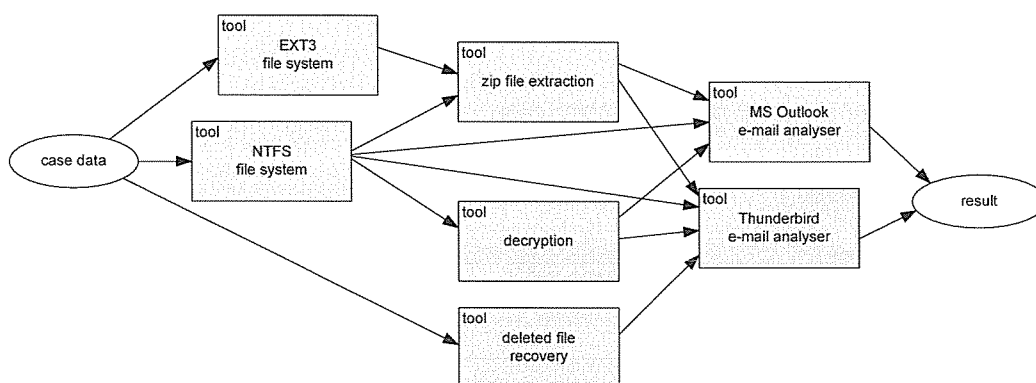 case data
tool
EXT3
file system
tool
NTFS
file system
tool
zip file extraction
tool
decryption
tool
deleted file
recovery
tool
MS Outlook
e-mail analyser
tool
Thunderbird
e-mail analyser
result